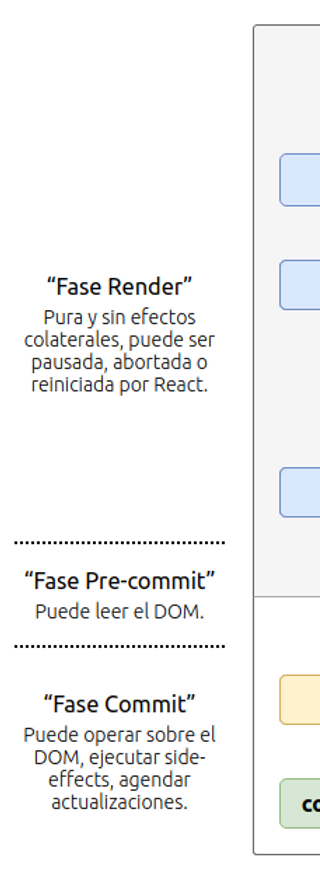 “Fase Render”
Pura y sin efectos
colaterales, puede ser
pausada, abortada o
reiniciada por React.
“Fase Pre-commit”
Puede leer el DOM.
“Fase Commit”
Puede operar sobre el
DOM, ejecutar side-
effects, agendar
actualizaciones.